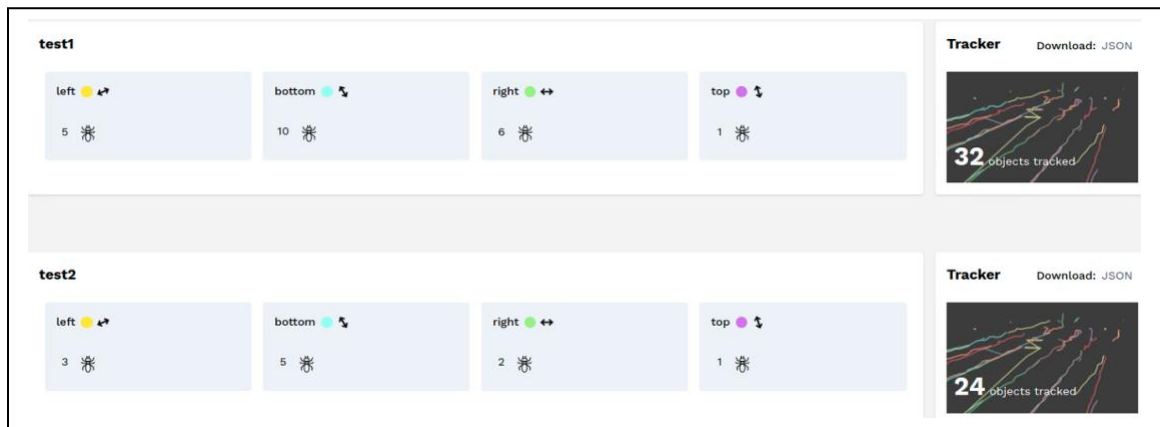 test1
Tracker Download: JSON
left bottom right top
5 10 6 1
32 objects tracked
test2
Tracker Download: JSON
left bottom right top
3 5 2 1
24 objects tracked